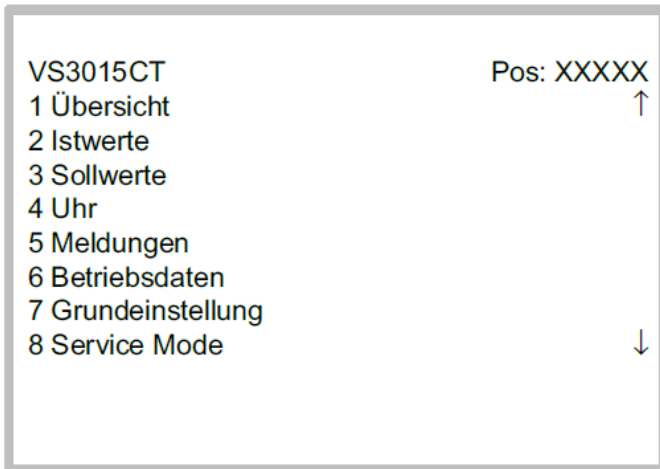 VS3015CT Pos: XXXXX
1 Übersicht ↑
2 Istwerte
3 Sollwerte
4 Uhr
5 Meldungen
6 Betriebsdaten
7 Grundeinstellung
8 Service Mode ↓